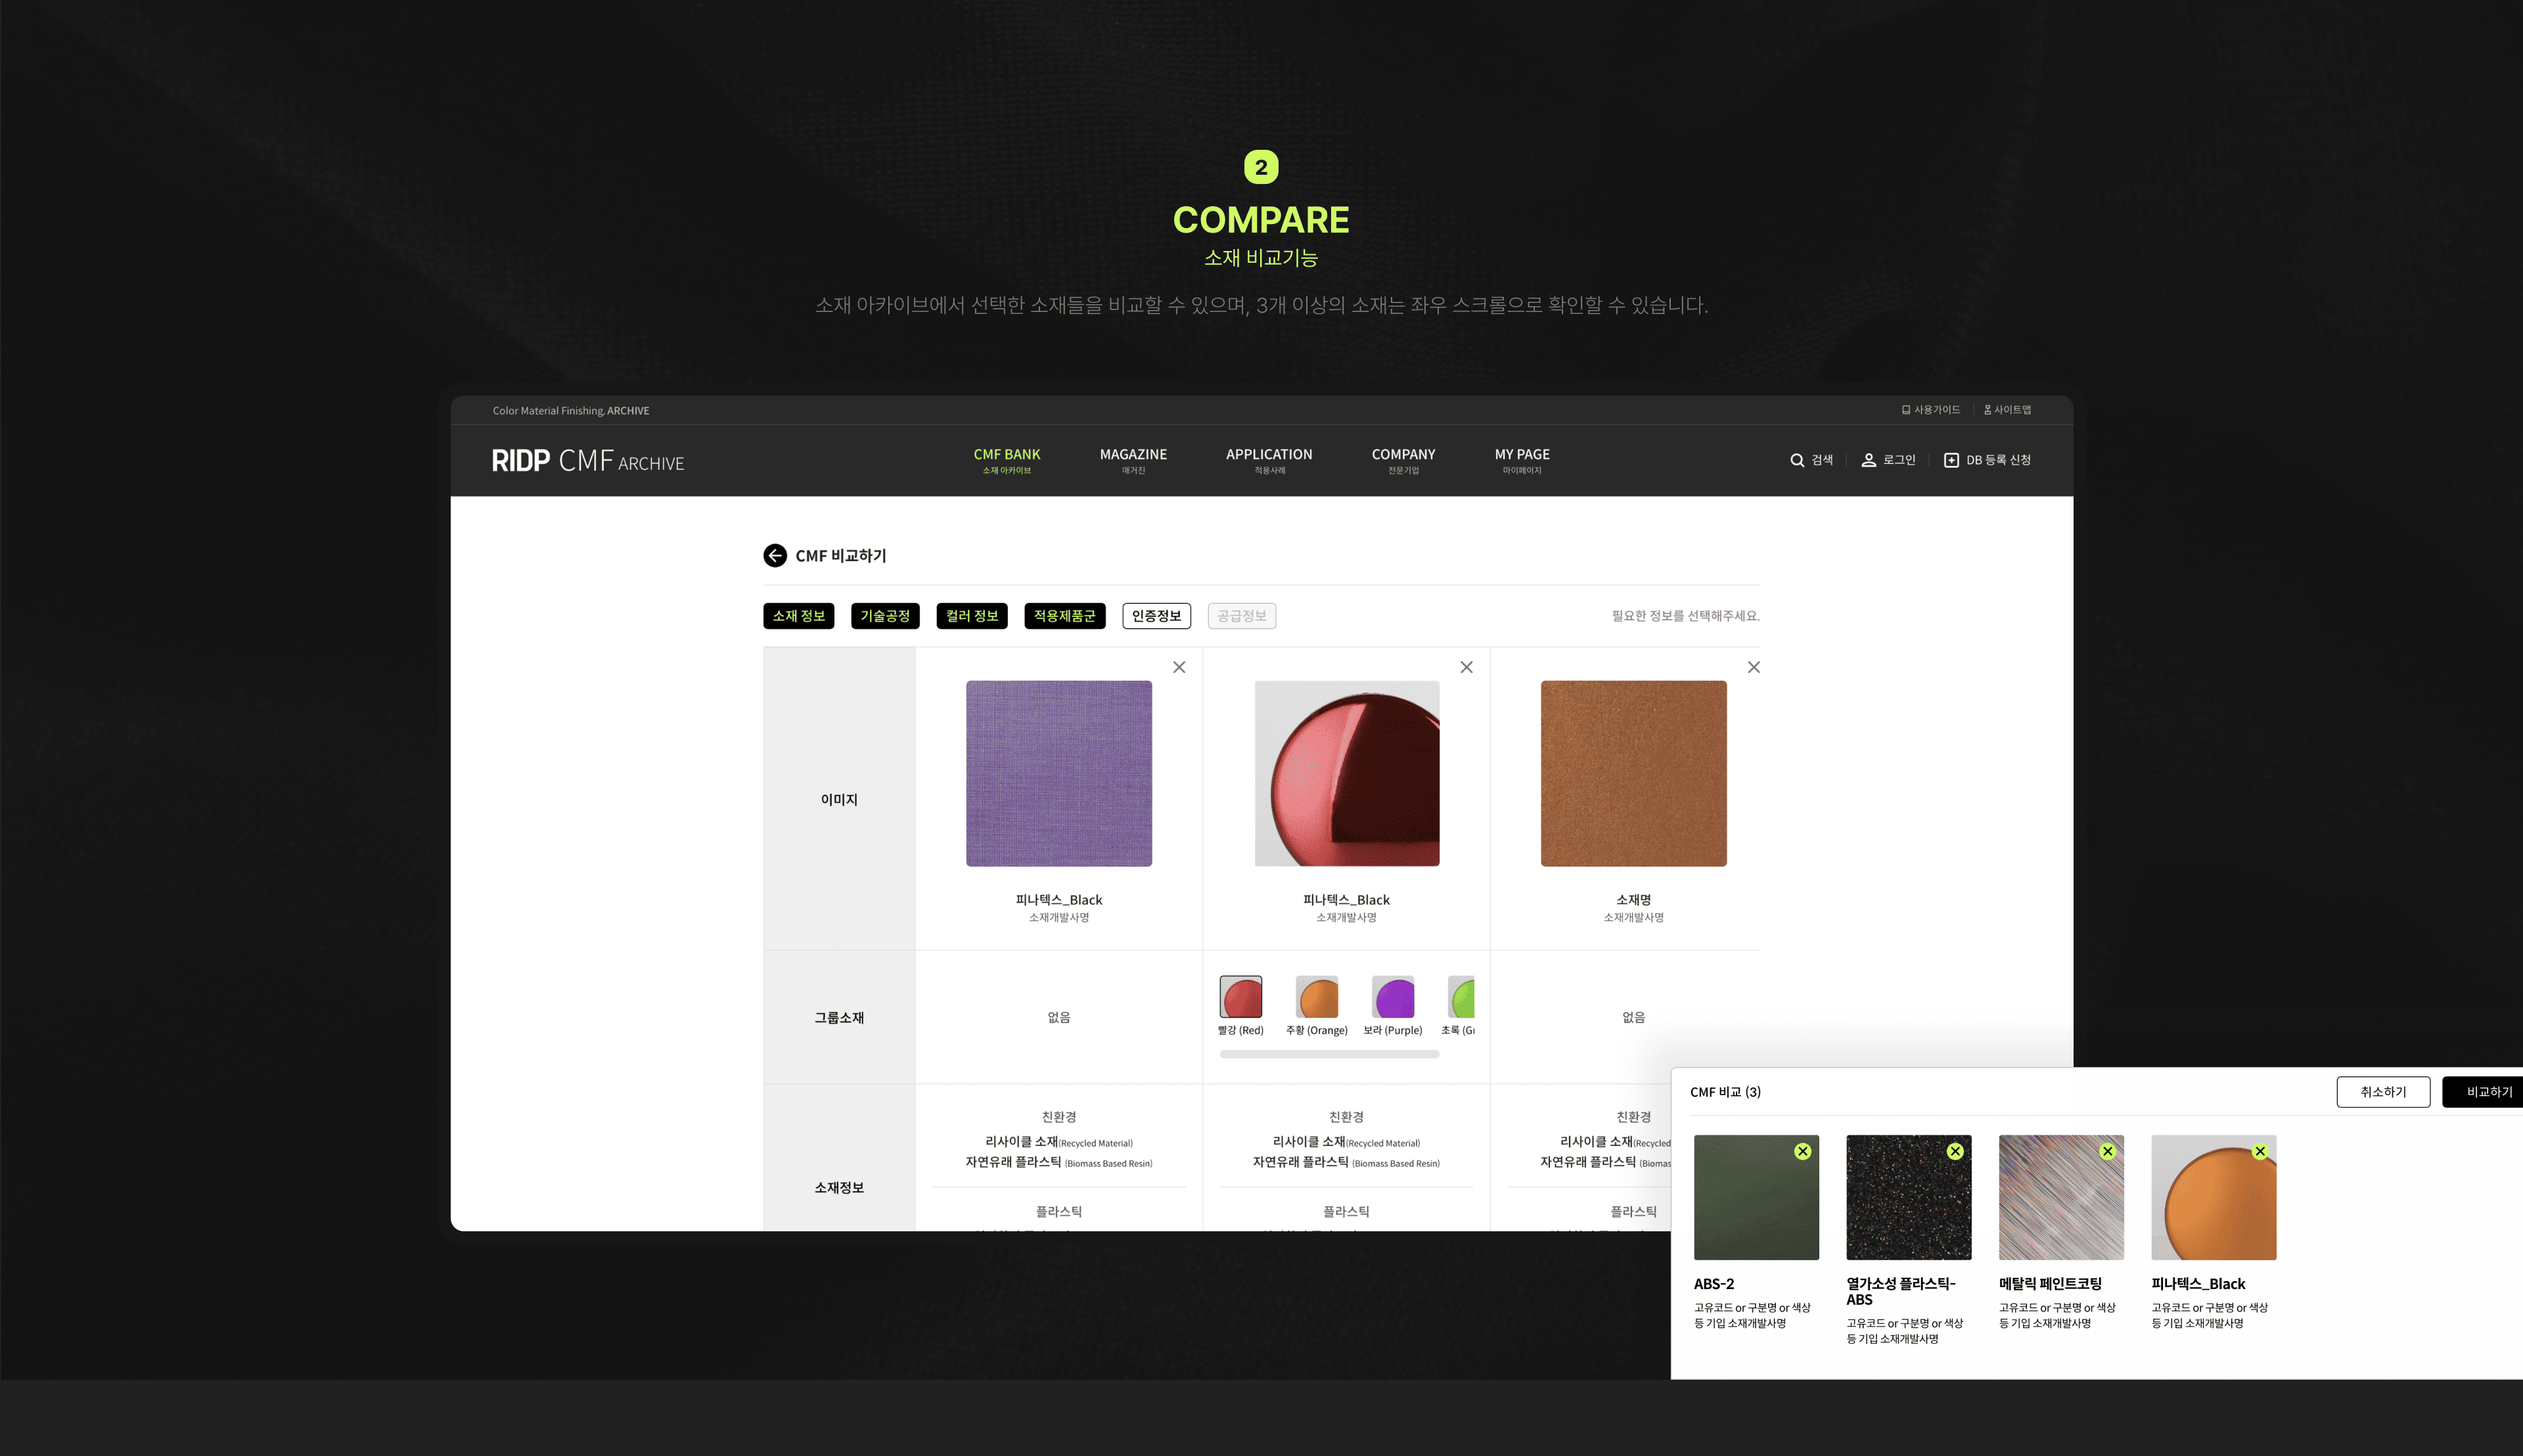 2
COMPARE
소재 비교기능
소재 아카이브에서 선택한 소재들을 비교할 수 있으며, 3개 이상의 소재는 좌우 스크롤으로 확인할 수 있습니다.
Color Material Finishing, ARCHIVE
사용가이드
사이트맵
RIDP CMF ARCHIVE
CMF BANK
소재 아카이브
MAGAZINE
매거진
APPLICATION
적용사례
COMPANY
전문기업
MY PAGE
마이페이지
검색
로그인
DB 등록 신청
CMF 비교하기
소재 정보
기술공정
컬러 정보
적용제품군
인증정보
공급정보
필요한 정보를 선택해주세요.
이미지
피나텍스_Black
소재개발사명
피나텍스_Black
소재개발사명
소재명
소재개발사명
그룹소재
없음
빨강 (Red)
주황 (Orange)
보라 (Purple)
초록 (G
없음
소재정보
친환경
리사이클 소재(Recycled Material)
자연유래 플라스틱 (Biomass Based Resin)
플라스틱
친환경
리사이클 소재(Recycled Material)
자연유래 플라스틱 (Biomass Based Resin)
플라스틱
친환경
리사이클 소재(Recycled
자연유래 플라스틱 (Biomas
플라스틱
CMF 비교 (3)
취소하기
비교하기
ABS-2
고유코드 or 구분명 or 색상
등 기입 소재개발사명
열가소성 플라스틱-
ABS
고유코드 or 구분명 or 색상
등 기입 소재개발사명
메탈릭 페인트코팅
고유코드 or 구분명 or 색상
등 기입 소재개발사명
피나텍스_Black
고유코드 or 구분명 or 색상
등 기입 소재개발사명